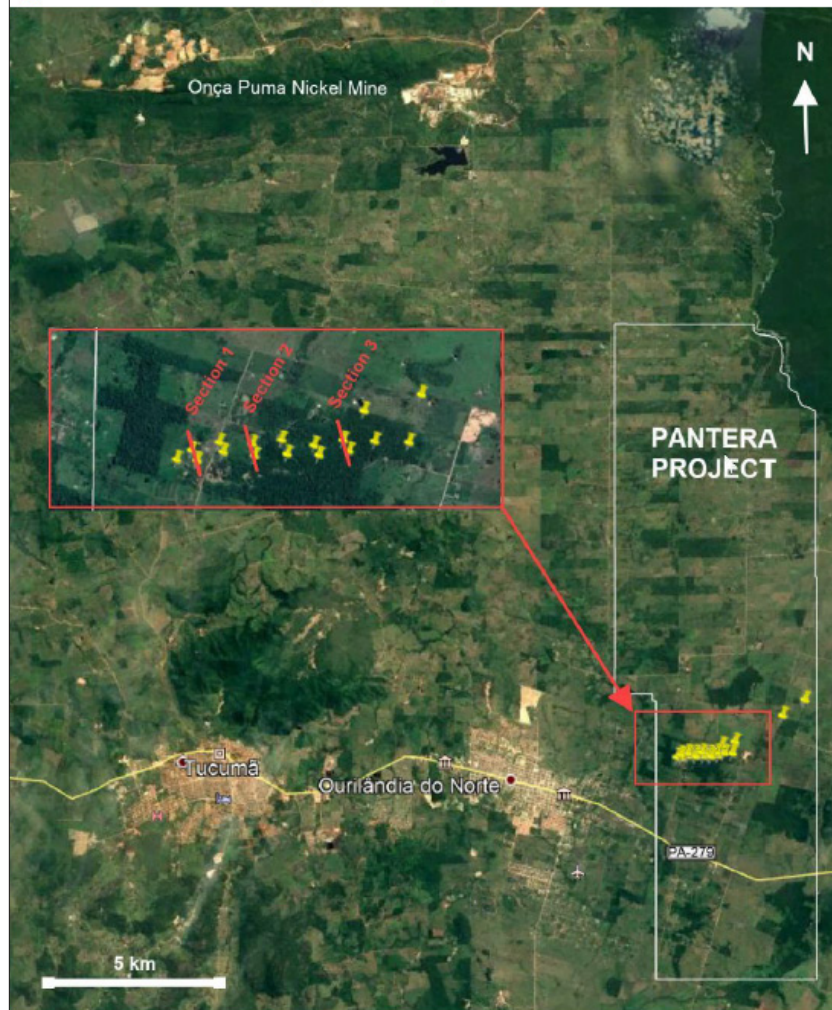 N
Onça Puma Nickel Mine
Section 1
Section 2
Section 3
PANTERA
PROJECT
Tucumã
Ourilândia do Norte
PA-279
5 km